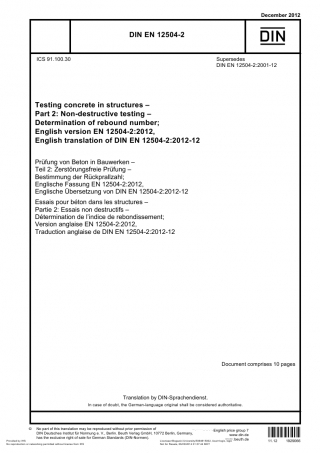 December 2012
DIN EN 12504-2
DIN
ICS 91.100.30
Supersedes
DIN EN 12504-2:2001-12
Testing concrete in structures –
Part 2: Non-destructive testing –
Determination of rebound number;
English version EN 12504-2:2012,
English translation of DIN EN 12504-2:2012-12
Prüfung von Beton in Bauwerken –
Teil 2: Zerstörungsfreie Prüfung –
Bestimmung der Rückprallzahl;
Englische Fassung EN 12504-2:2012,
Englische Übersetzung von DIN EN 12504-2:2012-12
Essais pour béton dans les structures –
Partie 2: Essais non destructifs –
Détermination de l'indice de rebondissement;
Version anglaise EN 12504-2:2012,
Traduction anglaise de DIN EN 12504-2:2012-12
Document comprises 10 pages
Translation by DIN-Sprachendienst.
In case of doubt, the German-language original shall be considered authoritative.
© No part of this translation may be reproduced without prior permission of
DIN Deutsches Institut für Normung e. V., Berlin. Beuth Verlag GmbH, 10772 Berlin, Germany,
has the exclusive right of sale for German Standards (DIN-Normen).
English price group 7
www.din.de
www.beuth.de